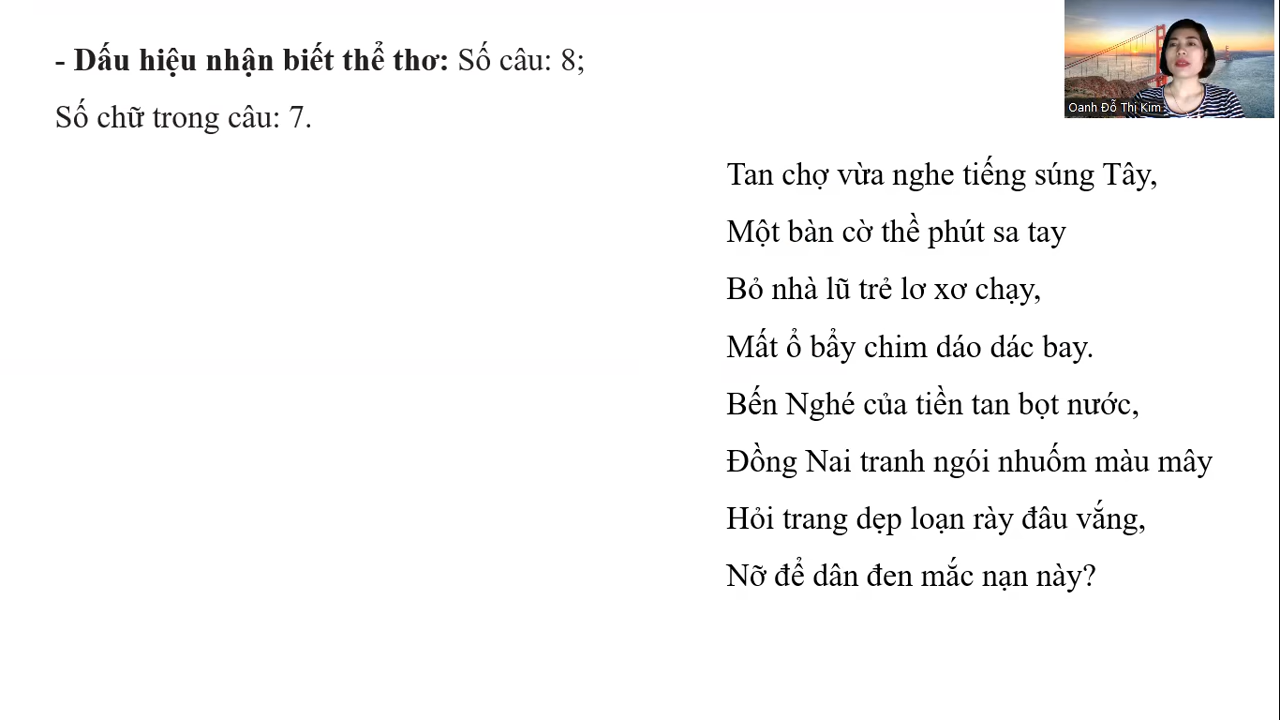 - Dấu hiệu nhận biết thể thơ: Số câu: 8;
Số chữ trong câu: 7.
Oanh Đỗ Thị Kim
Tan chợ vừa nghe tiếng súng Tây,
Một bàn cờ thề phút sa tay
Bỏ nhà lũ trẻ lơ xơ chạy,
Mất ổ bẩy chim dáo dác bay.
Bến Nghé của tiền tan bọt nước,
Đồng Nai tranh ngói nhuốm màu mây
Hỏi trang dẹp loạn rày đâu vắng,
Nỡ để dân đen mắc nạn này?